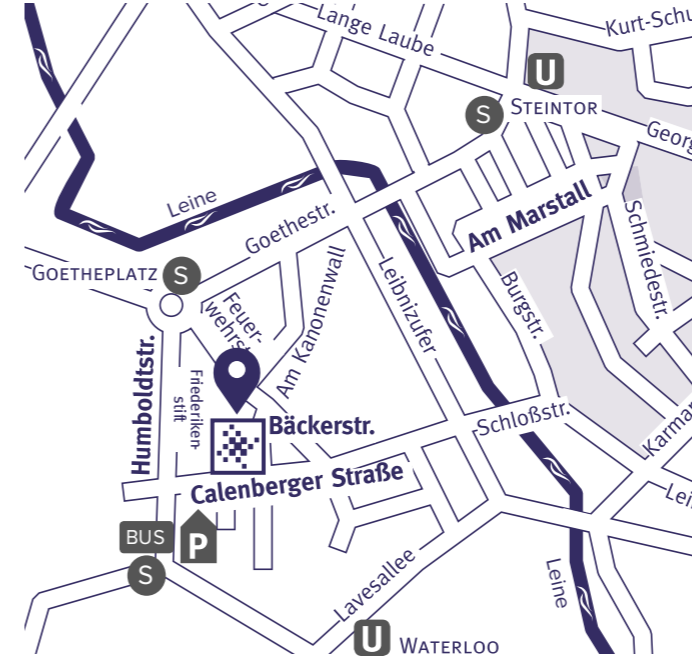 Lange Laube
Kurt-Schu
U
S
STEINTOR
Georg
Leine
Goethestr.
Am Marstall
Schmiedestr.
GOETHEPLATZ
S
Feuer-
wehrstr.
Am Kanonenwall
Leibnizufer
Burgstr.
Humboldtstr.
Friederiken-
stift
Bäckerstr.
Schloßstr.
Karmar
Calenberger Straße
Lei
BUS
P
S
Lavesallee
Leine
U
WATERLOO